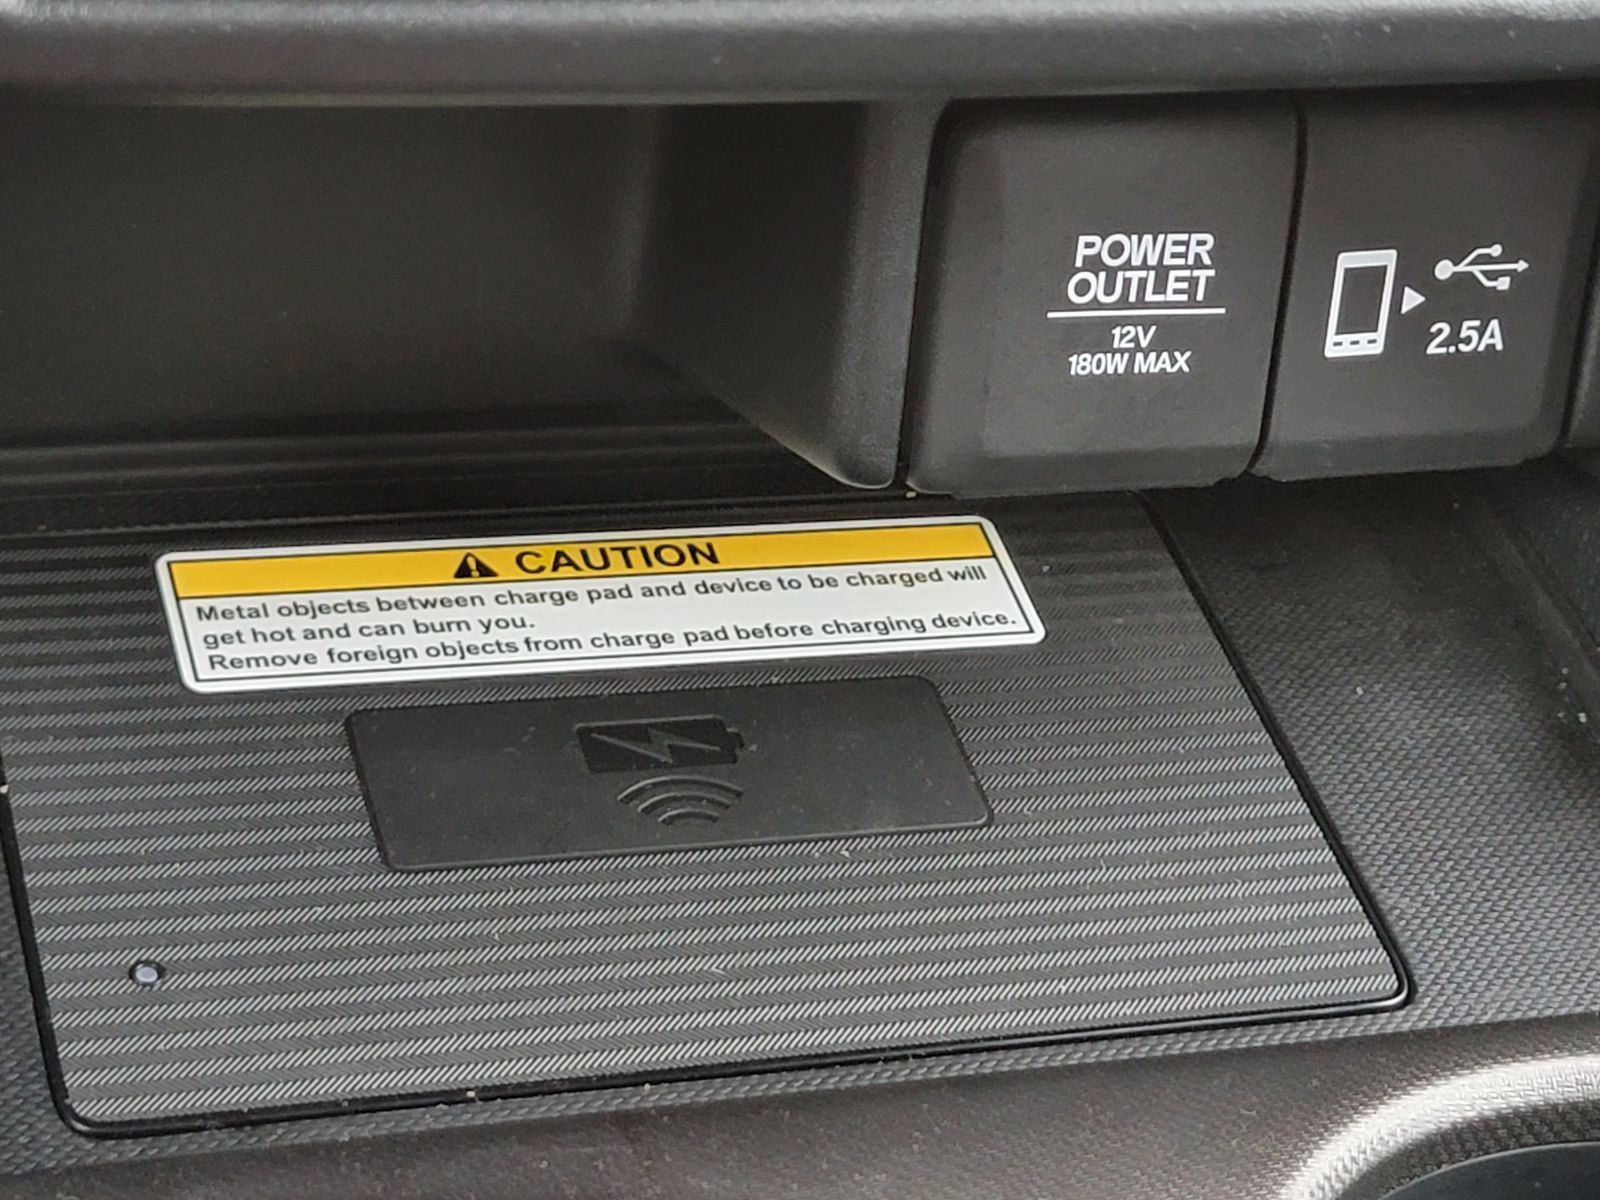 POWER
OUTLET
12V
180W MAX
2.5A
CAUTION
Metal objects between charge pad and device to be charged will
get hot and can burn you.
Remove foreign objects from charge pad before charging device.